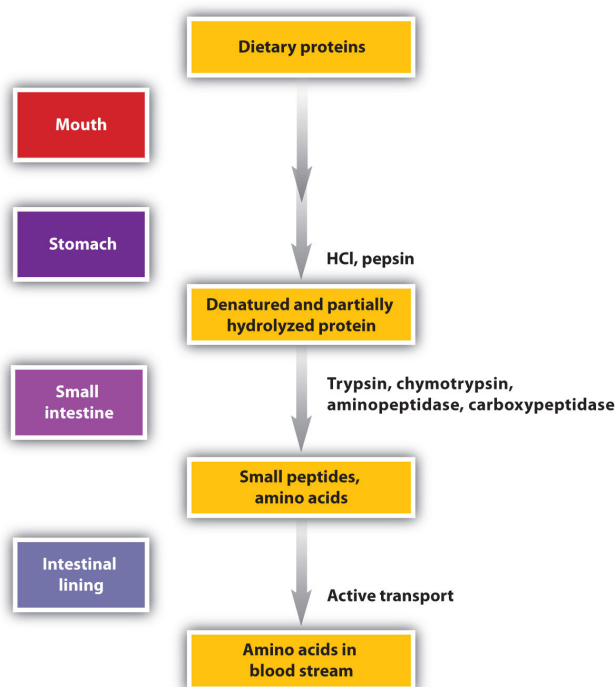 Dietary proteins
Mouth
Stomach
HCl, pepsin
Denatured and partially
hydrolyzed protein
Small
intestine
Trypsin, chymotrypsin,
aminopeptidase, carboxypeptidase
Small peptides,
amino acids
Intestinal
lining
Active transport
Amino acids in
blood stream